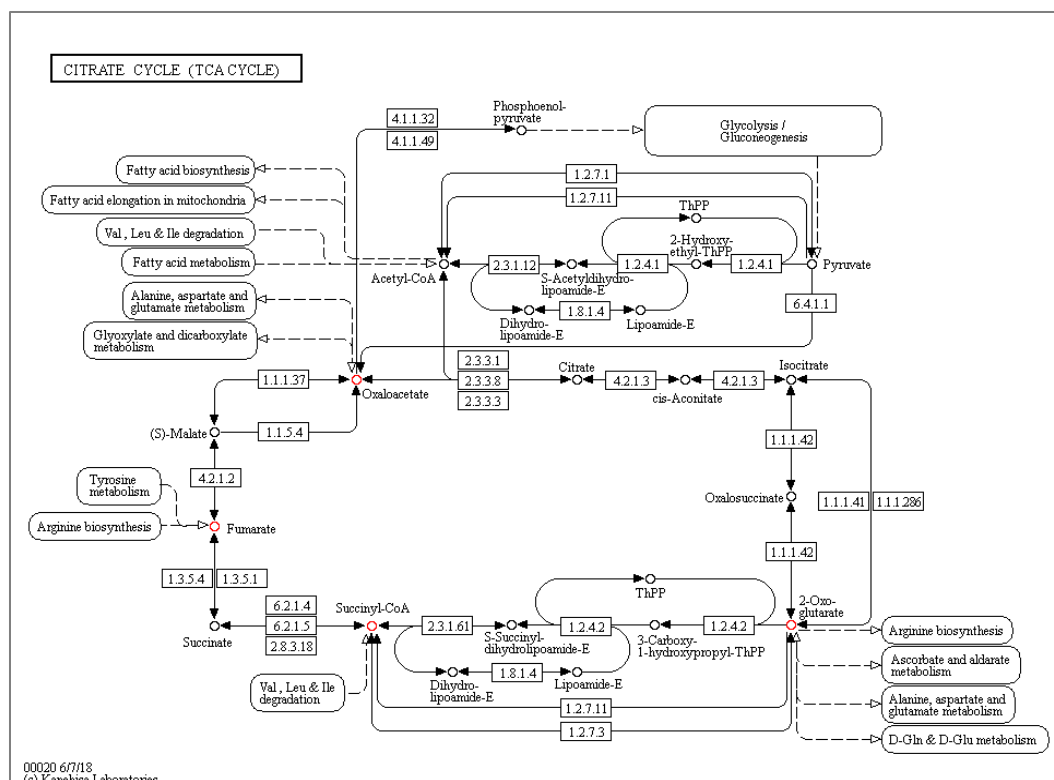 CITRATE CYCLE (TCA CYCLE)
Phosphoenol-
pyruvate
4.1.1.32
4.1.1.49
Glycolysis /
Gluconeogenesis
Fatty acid biosynthesis
Fatty acid elongation in mitochondria
Val , Leu & Ile degradation
Fatty acid metabolism
1.2.7.1
1.2.7.11
ThPP
2-Hydroxy-
ethyl-ThPP
Acetyl-CoA
2.3.1.12
S-Acetyldihydro-
lipoamide-E
1.2.4.1
1.2.4.1
Pyruvate
Alanine, aspartate and
glutamate metabolism
Glyoxylate and dicarboxylate
metabolism
Dihydro-
lipoamide-E
1.8.1.4
Lipoamide-E
6.4.1.1
1.1.1.37
Oxaloacetate
2.3.3.1
2.3.3.8
2.3.3.3
Citrate
4.2.1.3
cis-Aconitate
4.2.1.3
Isocitrate
(S)-Malate
1.1.5.4
1.1.1.42
4.2.1.2
Tyrosine
metabolism
Oxalosuccinate
1.1.1.41
1.1.1.286
Arginine biosynthesis
Fumarate
1.1.1.42
1.3.5.4
1.3.5.1
ThPP
6.2.1.4
6.2.1.5
2.8.3.18
Succinate
Succinyl-CoA
2.3.1.61
S-Succinyl-
dihydrolipoamide-E
1.2.4.2
3-Carboxy-
1-hydroxypropyl-ThPP
1.2.4.2
2-Oxo-
glutarate
Arginine biosynthesis
Ascorbate and aldarate
metabolism
Val , Leu & Ile
degradation
Dihydro-
lipoamide-E
1.8.1.4
Lipoamide-E
Alanine, aspartate and
glutamate metabolism
1.2.7.11
1.2.7.3
D-Gln & D-Glu metabolism
00020 6/7/18
(c) Kanehisa Laboratories